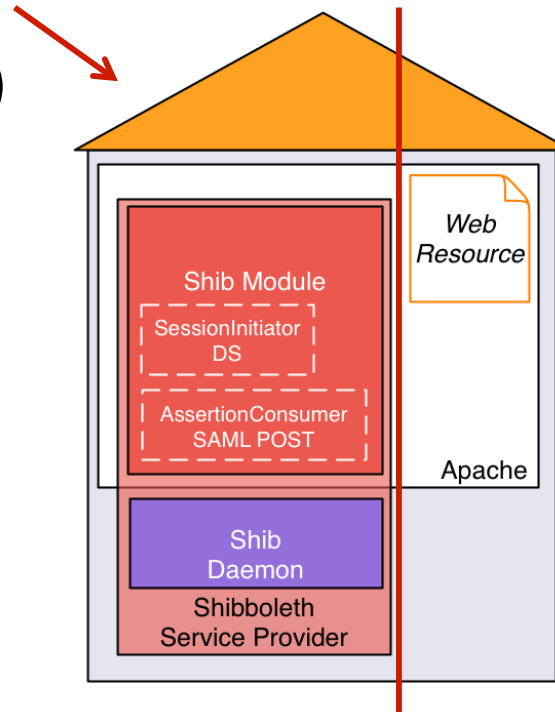 )
Web
Resource
Shib Module
SessionInitiator
DS
AssertionConsumer
SAML POST
Apache
Shib
Daemon
Shibboleth
Service Provider